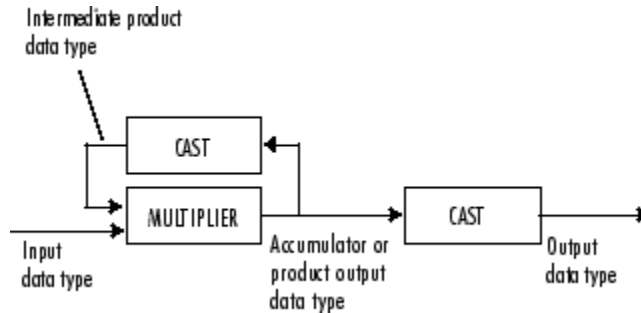 Intermediate product
data type
CAST
MULTIPLIER
CAST
Input
data type
Accumulator or
product output
data type
Output
data type